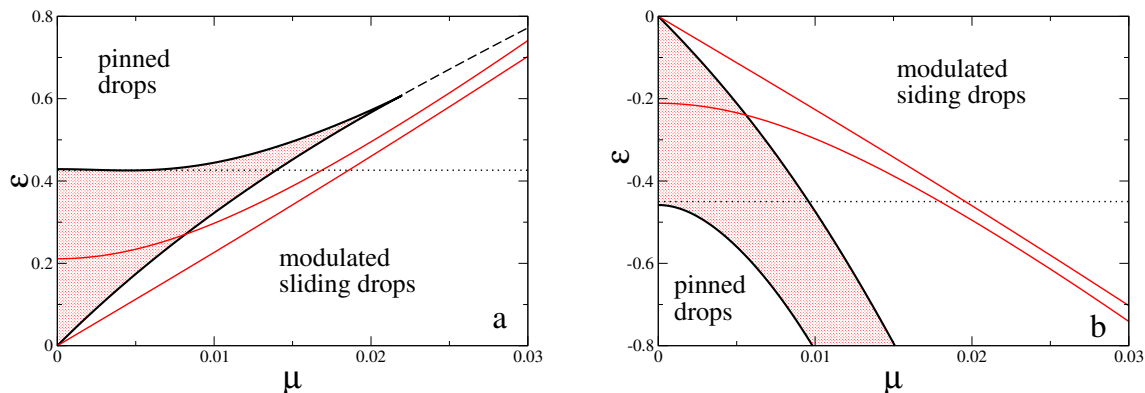 0.8
0.6
0.4
0.2
0
ε
pinned
drops
modulated
sliding drops
a
0
0.01
0.02
0.03
μ
0
-0.2
-0.4
-0.6
-0.8
ε
modulated
siding drops
pinned
drops
b
0
0.01
0.02
0.03
μ